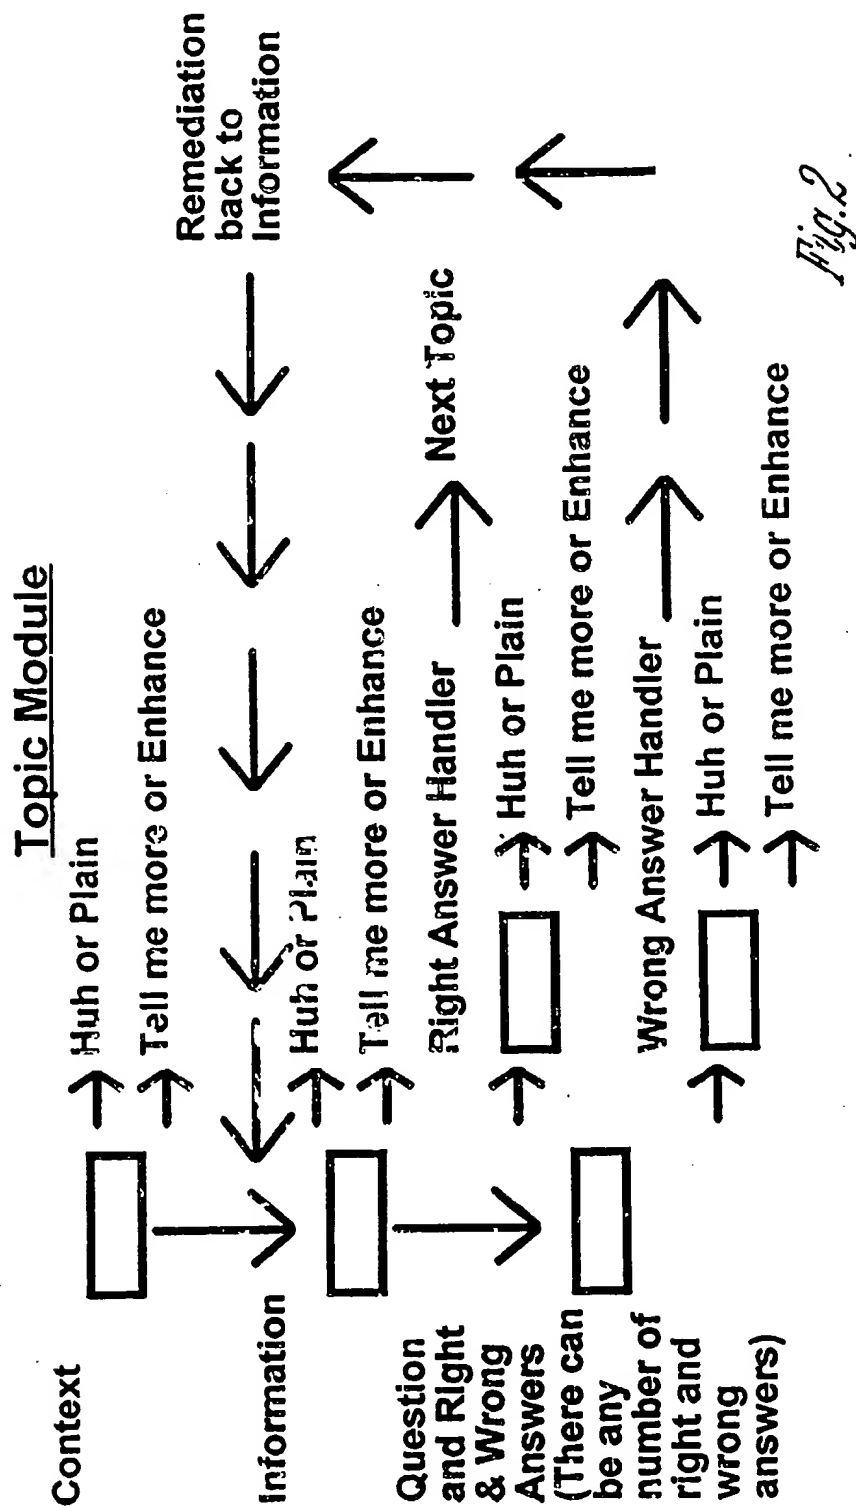 Topic Module
Context
Huh or Plain
Tell me more or Enhance
Remediation
back to
Information
Information
Huh or Plain
Tell me more or Enhance
Question
and Right
& Wrong
Answers
(There can
be any
number of
right and
wrong
answers)
Right Answer Handler
Next Topic
Huh or Plain
Tell me more or Enhance
Wrong Answer Handler
Huh or Plain
Tell me more or Enhance
Fig. 2